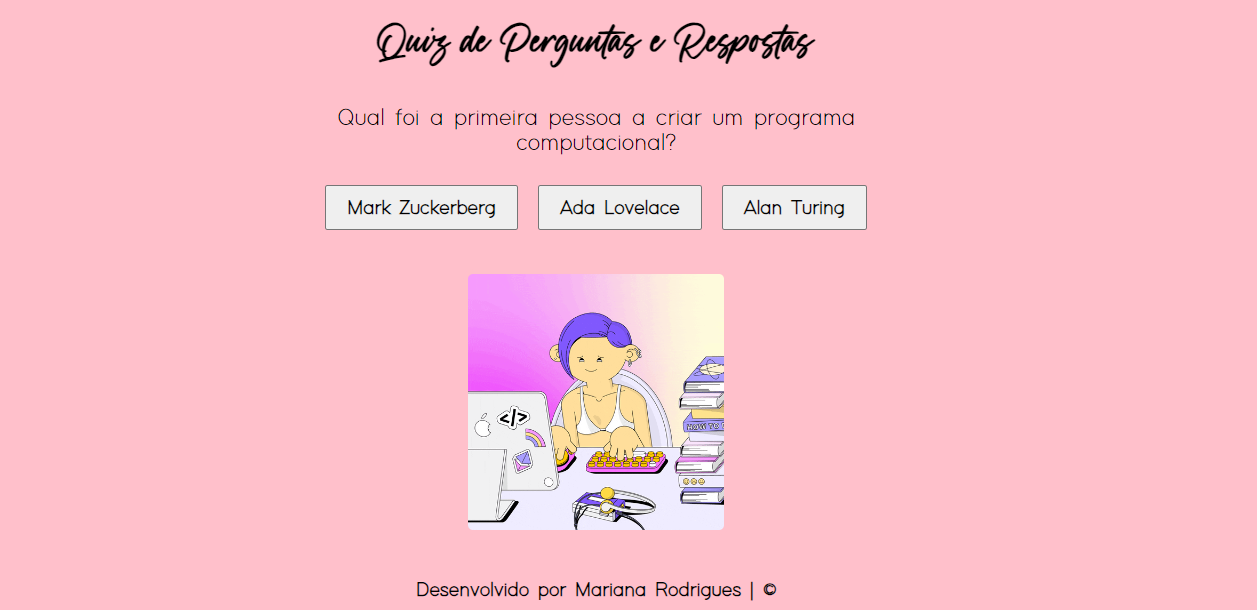 Quiz de Perguntas e Respostas
Qual foi a primeira pessoa a criar um programa
computacional?
Mark Zuckerberg
Ada Lovelace
Alan Turing
</>
HOW TO
Desenvolvido por Mariana Rodrigues | ©